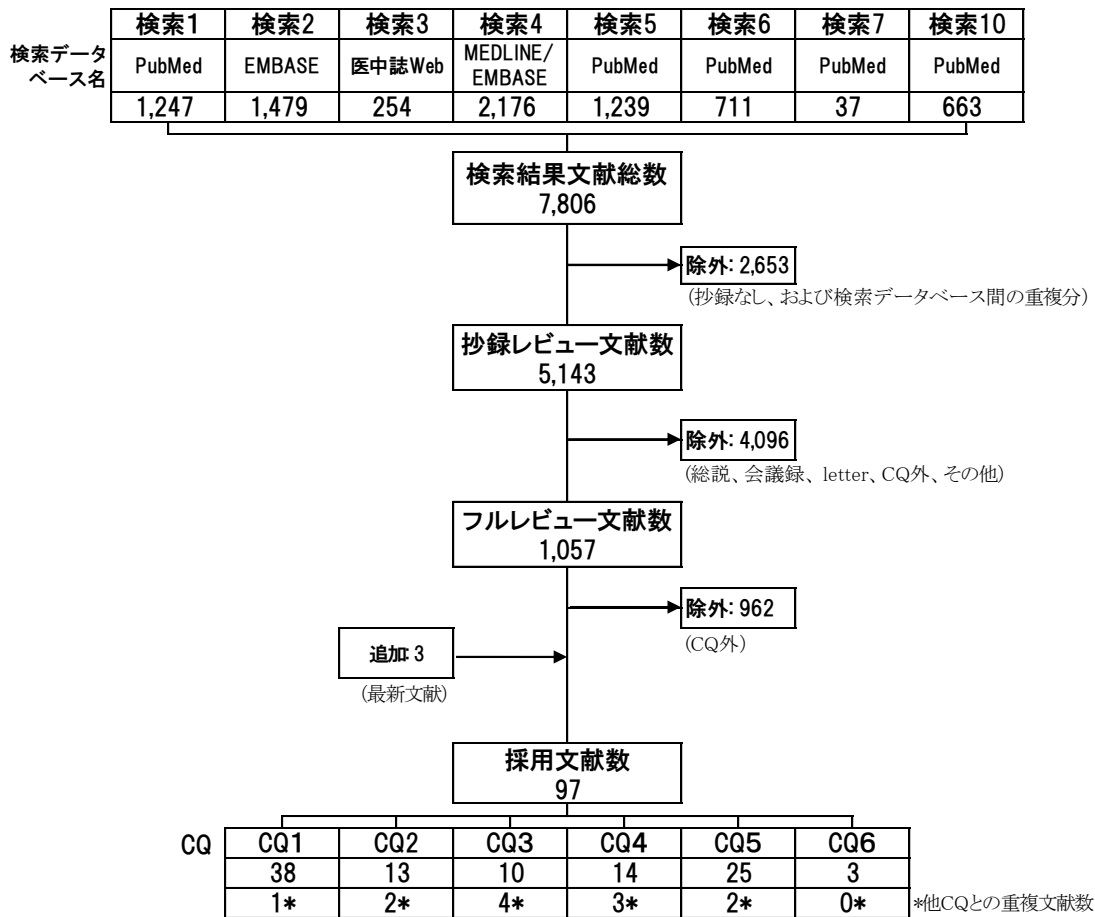 検索1 検索2 検索3 検索4 検索5 検索6 検索7 検索10
検索データ
ベース名
PubMed EMBASE 医中誌Web MEDLINE/
EMBASE PubMed PubMed PubMed PubMed
1,247 1,479 254 2,176 1,239 711 37 663
検索結果文献総数
7,806
除外: 2,653
(抄録なし、および検索データベース間の重複分)
抄録レビュー文献数
5,143
除外: 4,096
(総説、会議録、letter、CQ外、その他)
フルレビュー文献数
1,057
除外: 962
(CQ外)
追加: 3
(最新文献)
採用文献数
97
CQ CQ1 CQ2 CQ3 CQ4 CQ5 CQ6
38 13 10 14 25 3
1* 2* 4* 3* 2* 0* *他CQとの重複文献数